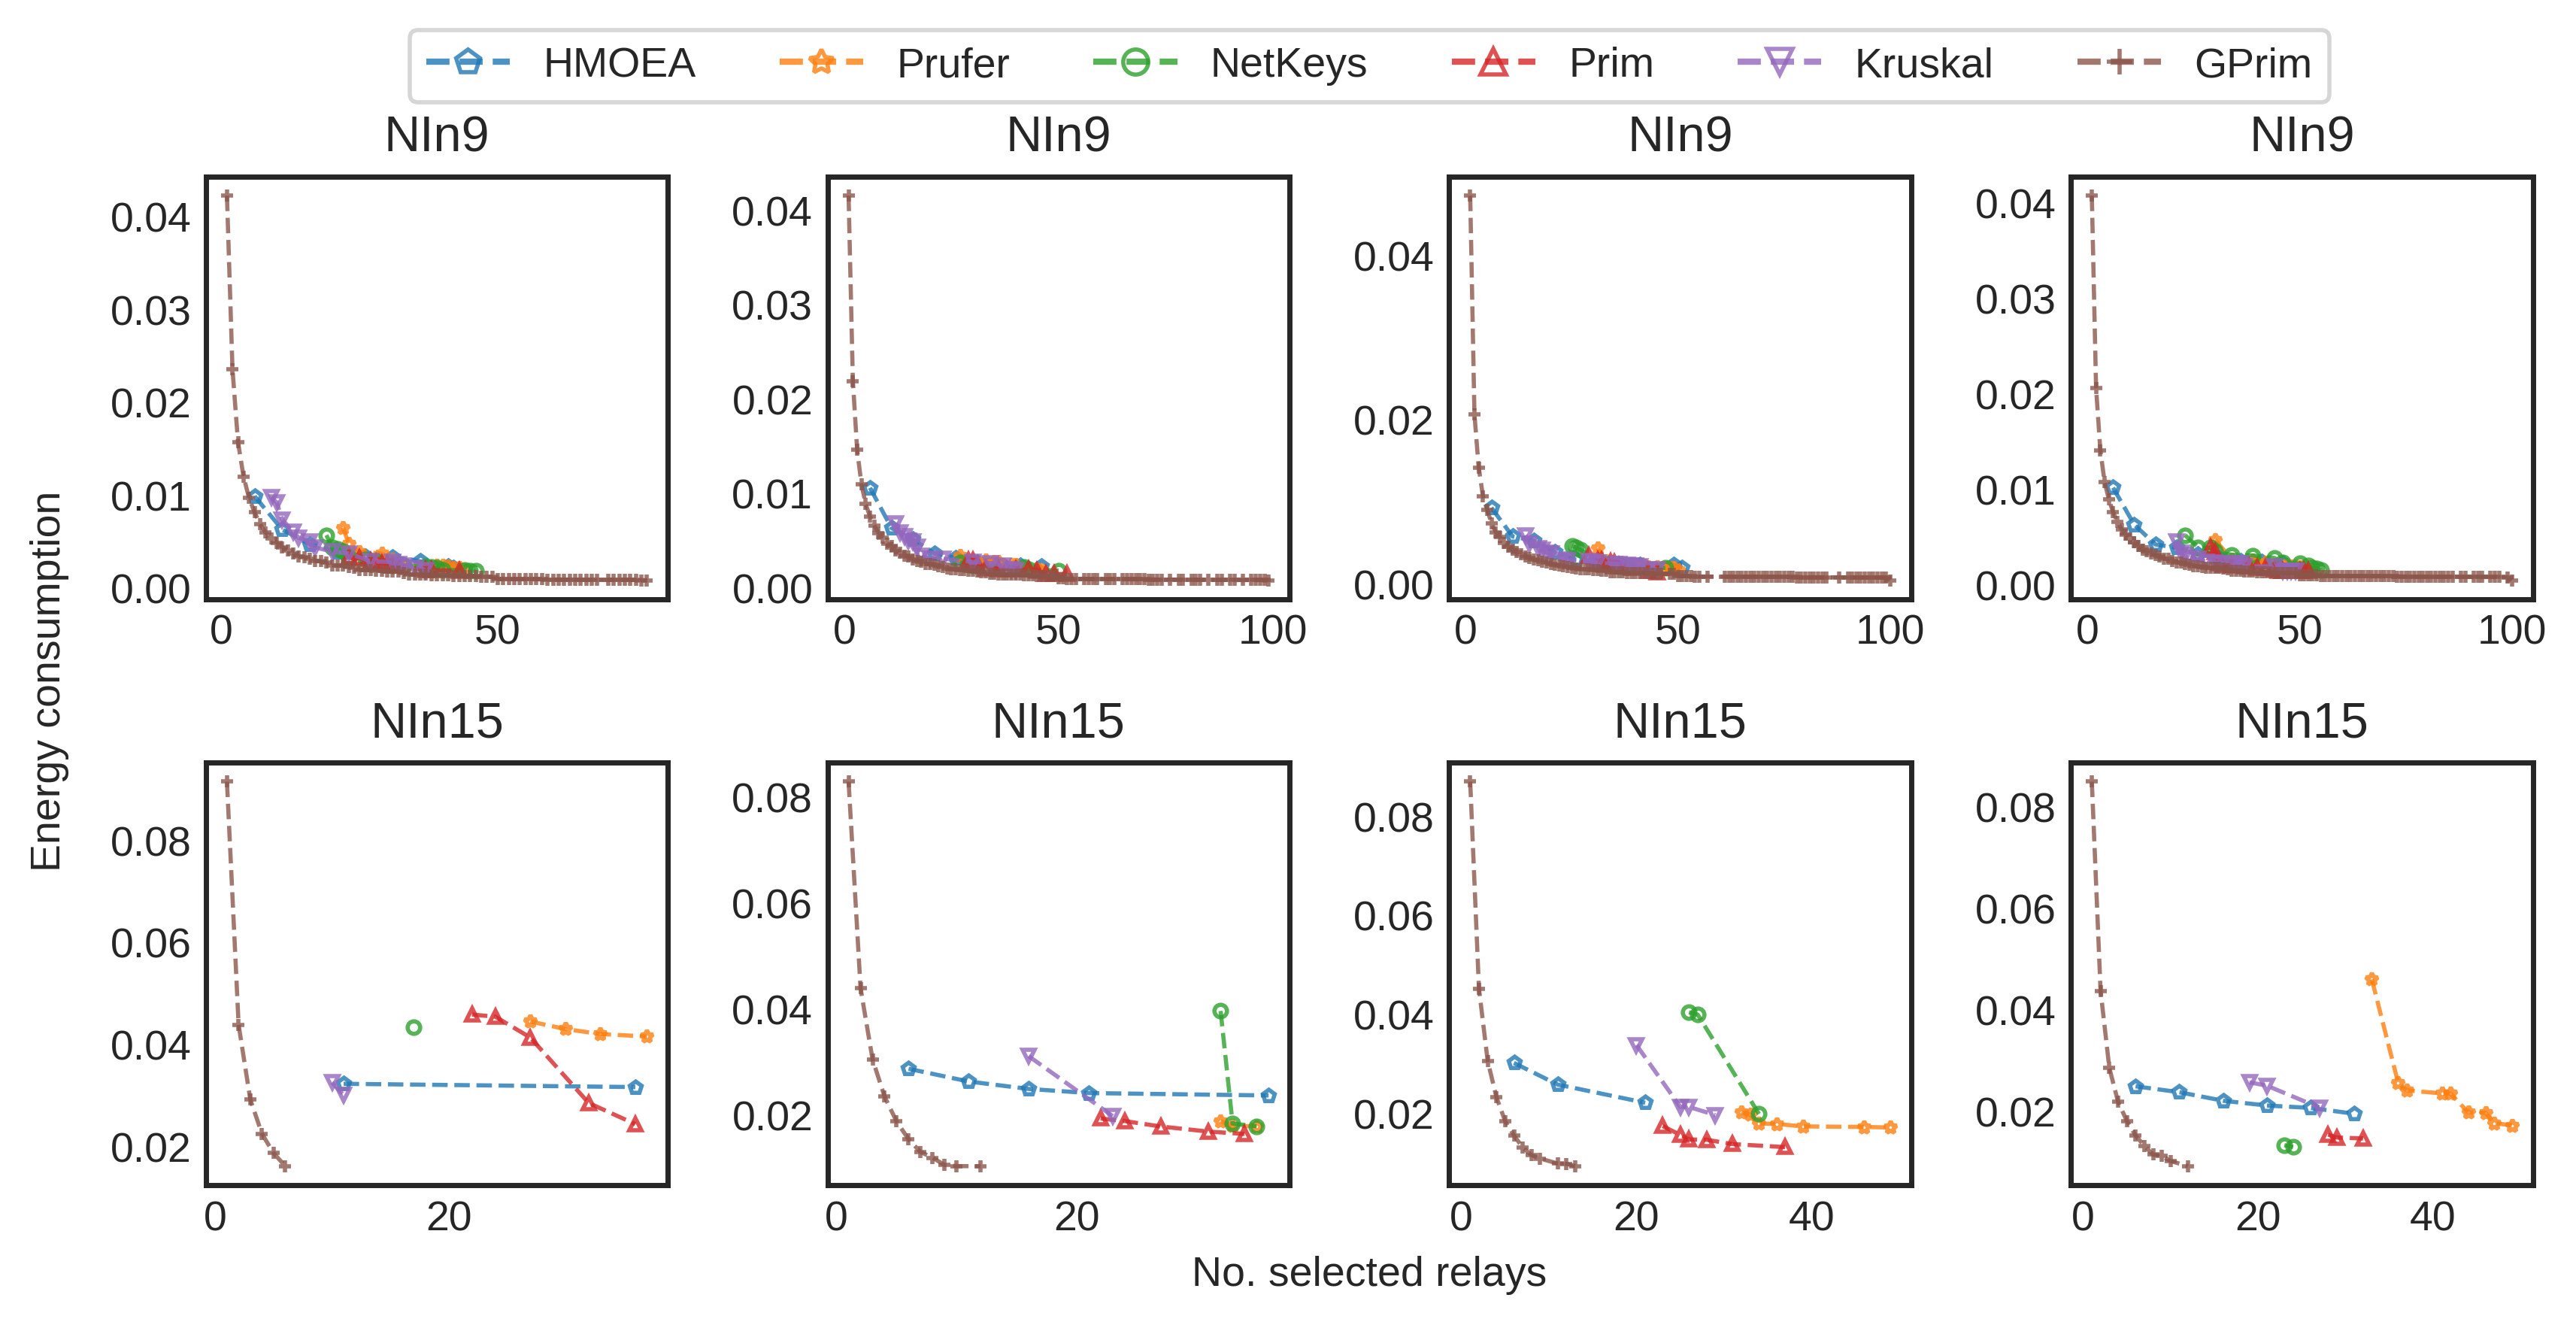 HMOEA Prufer NetKeys Prim Kruskal GPrim
NIn9 NIn9 NIn9 NIn9
0.04 0.03 0.02 0.01 0.00
0 50
0.04 0.03 0.02 0.01 0.00
0 50 100
0.04 0.02 0.00
0 50 100
0.04 0.03 0.02 0.01 0.00
0 50 100
Energy consumption
NIn15 NIn15 NIn15 NIn15
0.08 0.06 0.04 0.02
0 20
0.08 0.06 0.04 0.02
0 20
0.08 0.06 0.04 0.02
0 20 40
0.08 0.06 0.04 0.02
0 20 40
No. selected relays